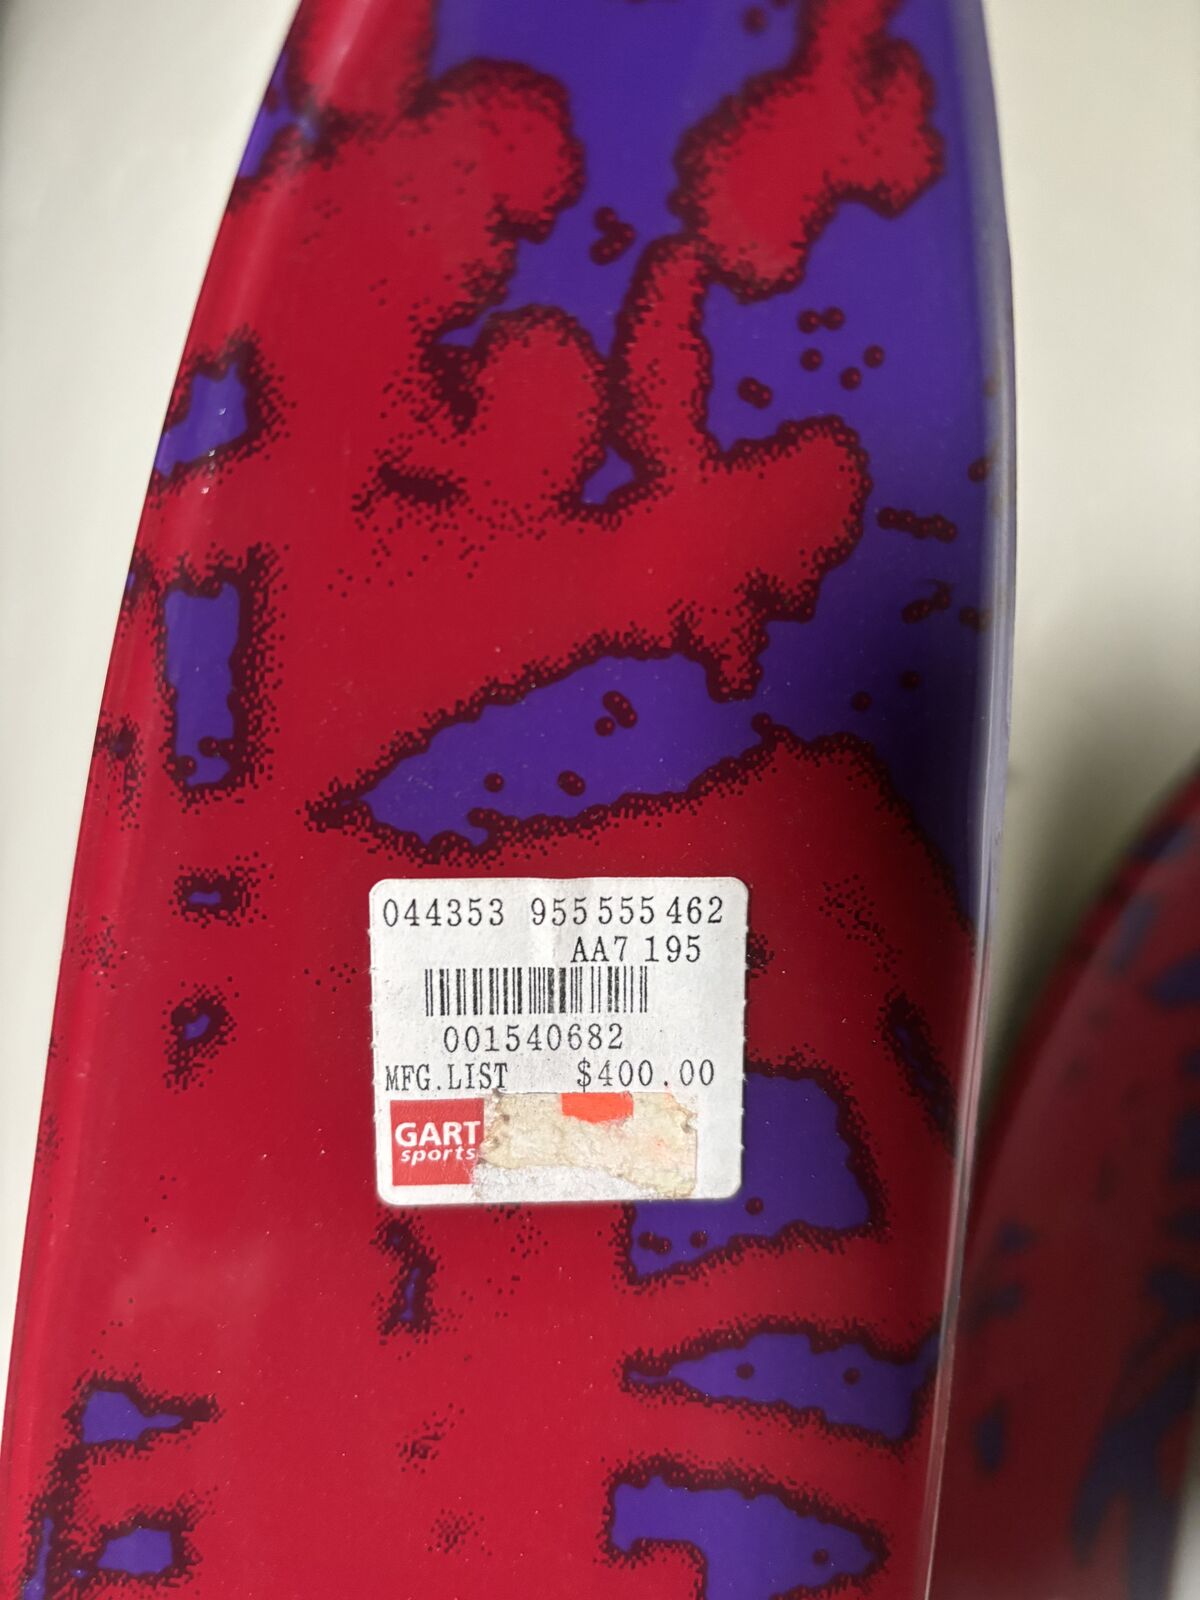 044353 955555462
AA7 195
001540682
MFG.LIST $400.00
GART
sports